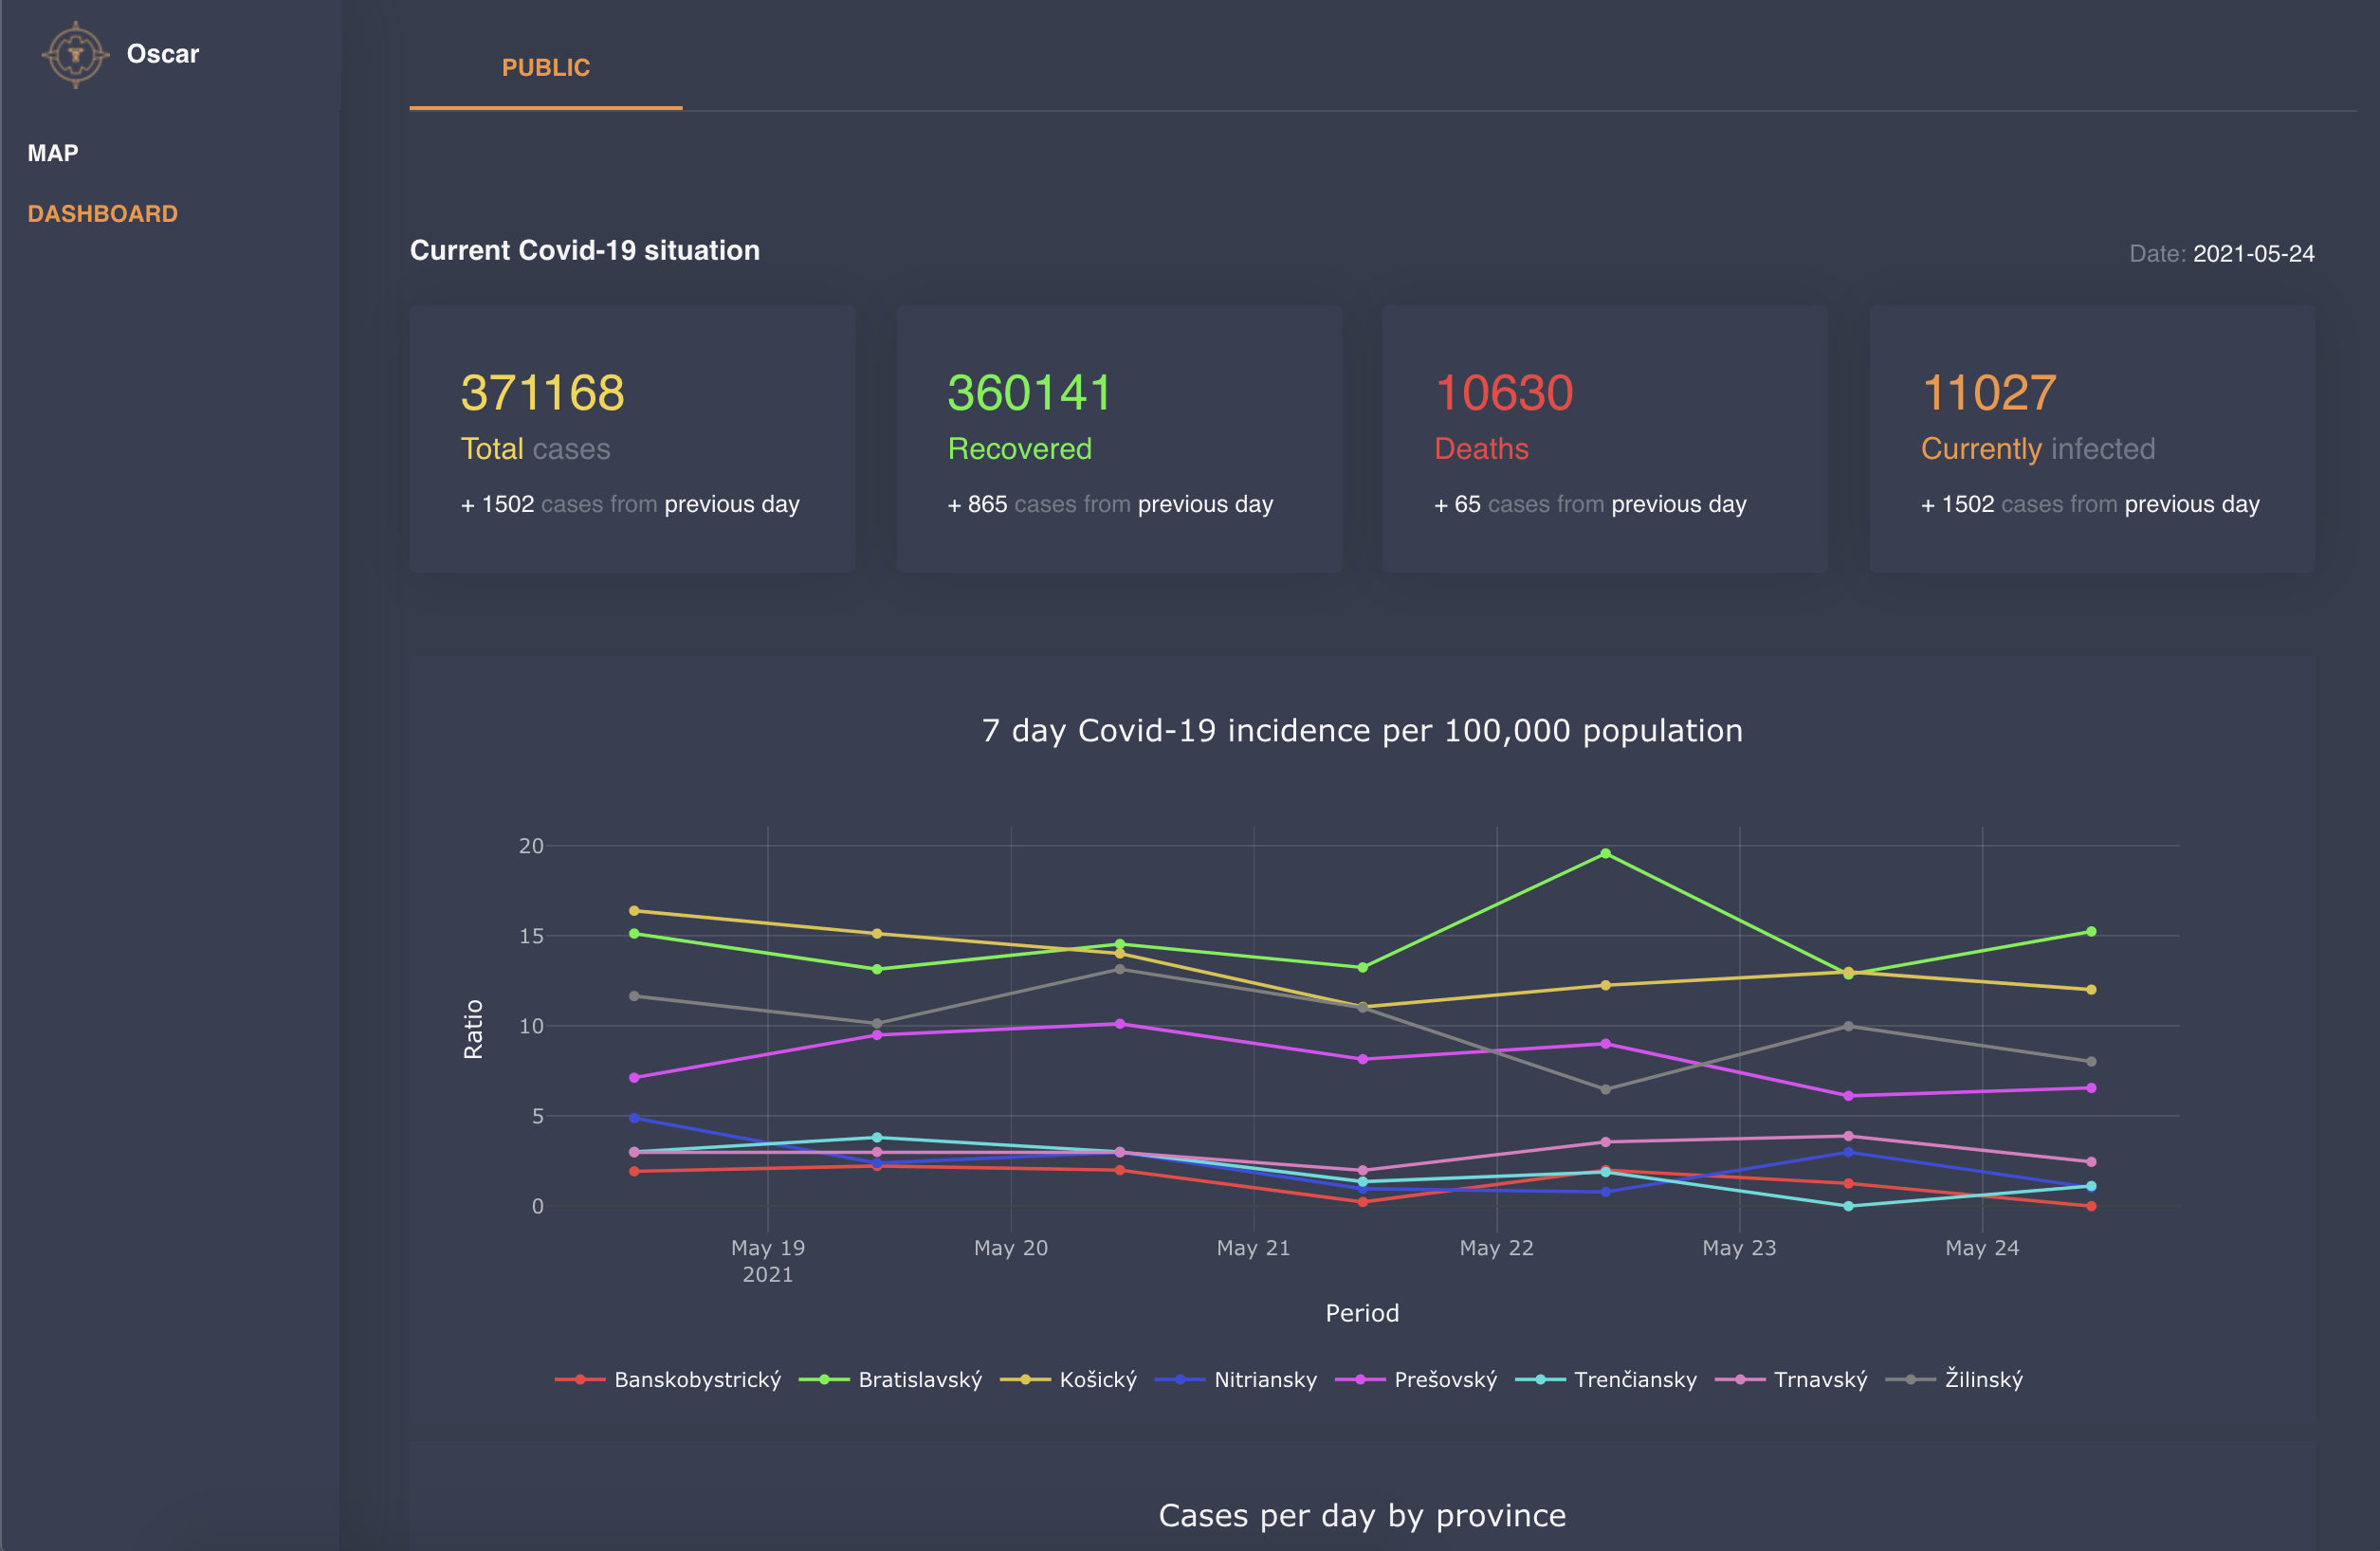 Oscar
MAP
DASHBOARD
PUBLIC
Current Covid-19 situation
Date: 2021-05-24
371168
Total cases
+ 1502 cases from previous day
360141
Recovered
+ 865 cases from previous day
10630
Deaths
+ 65 cases from previous day
11027
Currently infected
+ 1502 cases from previous day
7 day Covid-19 incidence per 100,000 population
20
15
10
5
0
Ratio
May 19
2021
May 20
May 21
May 22
May 23
May 24
Period
Banskobystrický
Bratislavský
Košický
Nitriansky
Prešovský
Trenčiansky
Trnavský
Žilinský
Cases per day by province